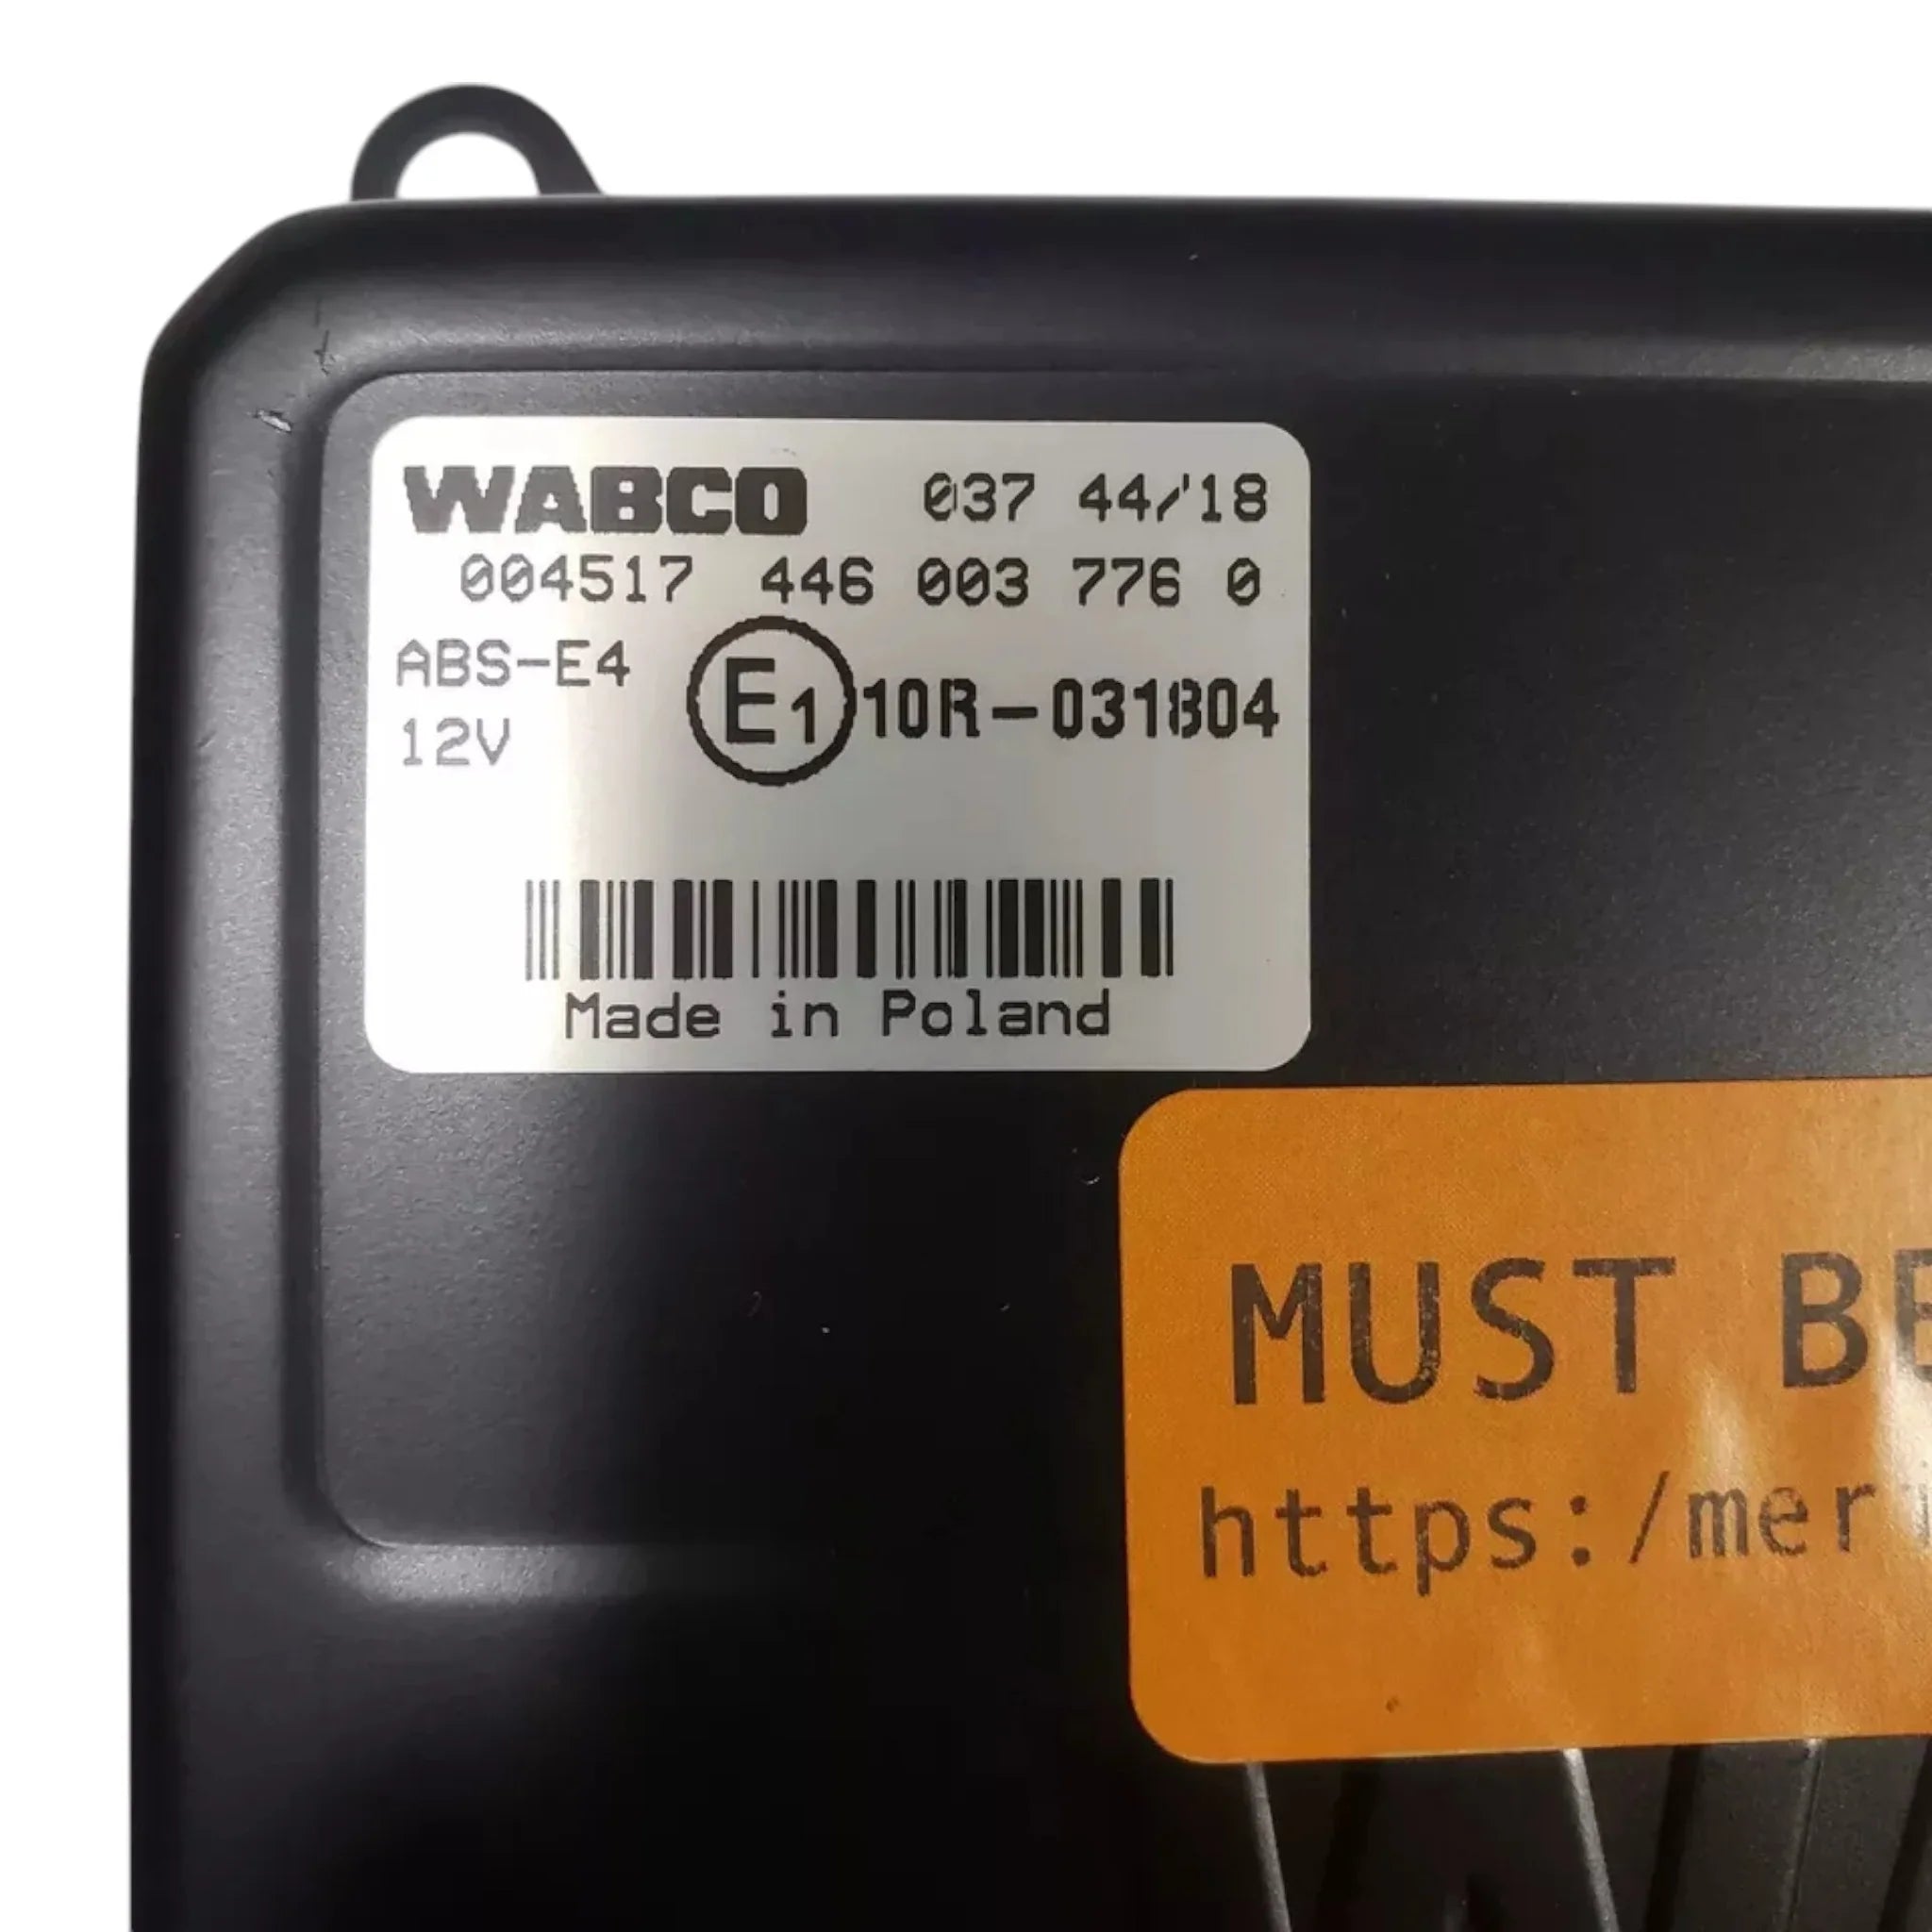 WABCO 037 44/'18
004517 446 003 776 0
ABS-E4
E1 10R-031804
12V
Made in Poland
MUST BE
https:/meri